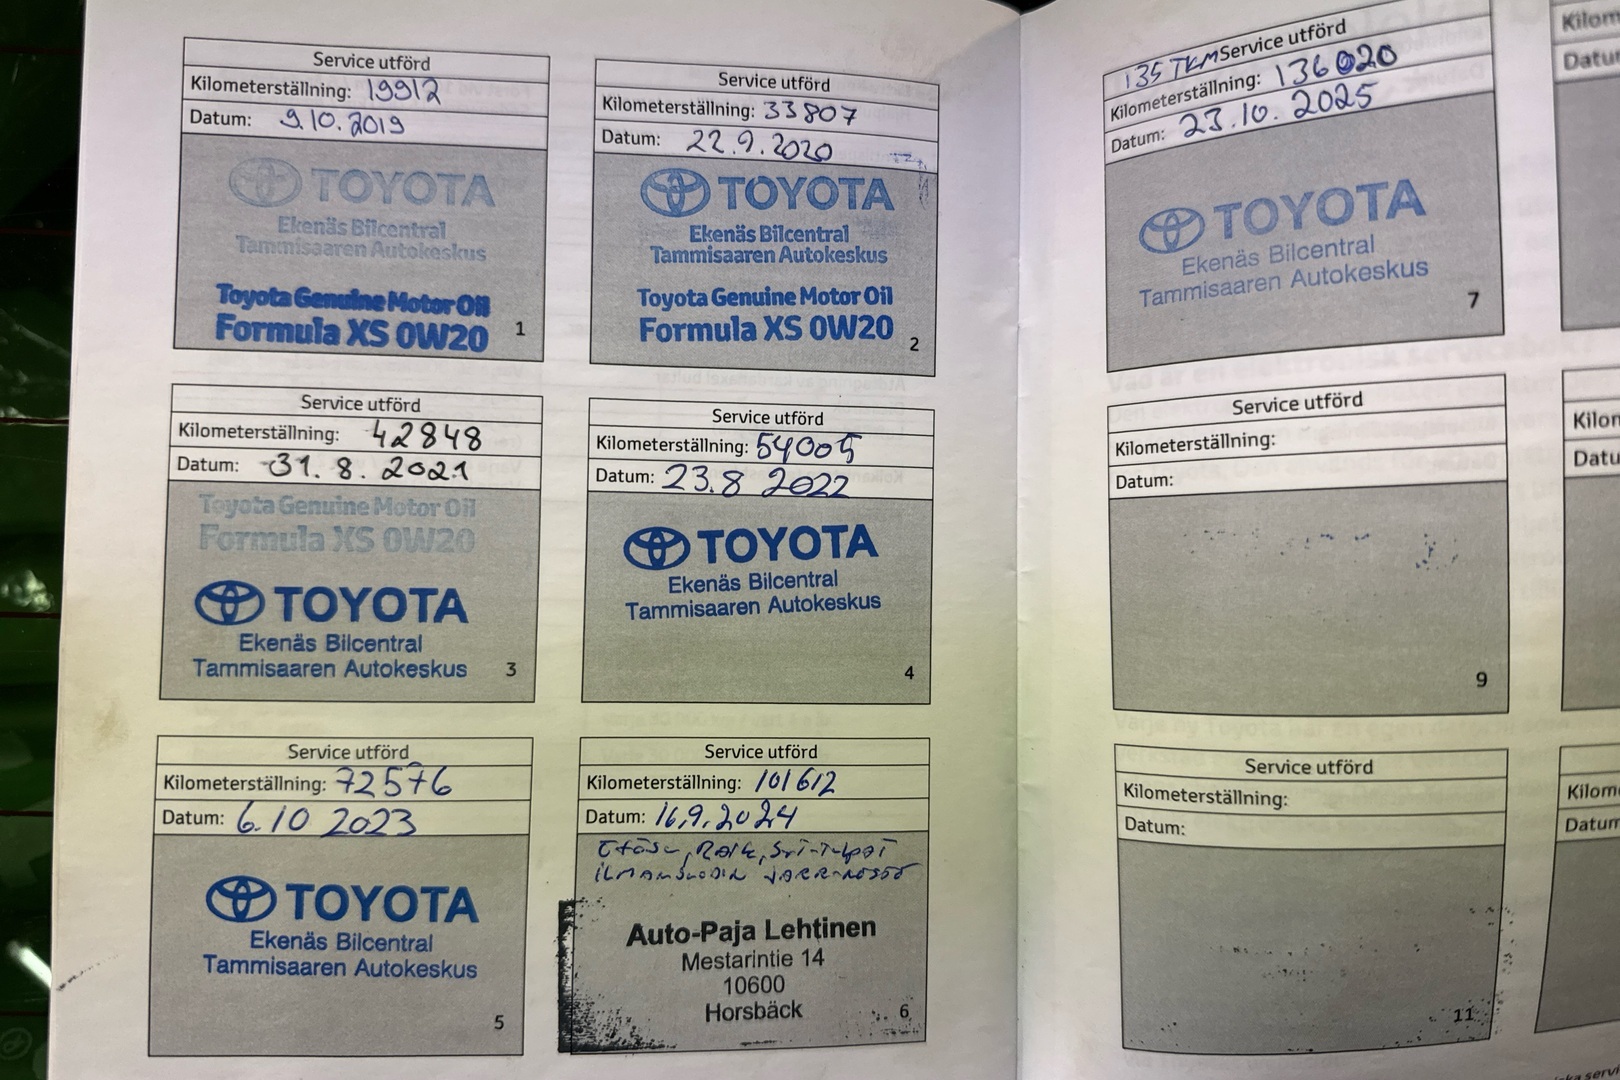 Service utförd
Kilometerställning: 19912
Datum: 9.10.2019
TOYOTA
Ekenäs Bilcentral
Tammisaaren Autokeskus
Toyota Genuine Motor Oil
Formula XS 0W20
1
Service utförd
Kilometerställning: 33807
Datum: 22.9.2020
TOYOTA
Ekenäs Bilcentral
Tammisaaren Autokeskus
Toyota Genuine Motor Oil
Formula XS 0W20
2
Service utförd
Kilometerställning: 42848
Datum: 31.8.2021
Toyota Genuine Motor Oil
Formula XS 0W20
TOYOTA
Ekenäs Bilcentral
Tammisaaren Autokeskus
3
Service utförd
Kilometerställning: 54005
Datum: 23.8 2022
TOYOTA
Ekenäs Bilcentral
Tammisaaren Autokeskus
4
Service utförd
Kilometerställning: 72576
Datum: 6.10 2023
TOYOTA
Ekenäs Bilcentral
Tammisaaren Autokeskus
5
Service utförd
Kilometerställning: 101612
Datum: 16.9.2024
Auto-Paja Lehtinen
Mestarintie 14
10600
Horsbäck
6
135 TKM Service utförd
Kilometerställning: 136020
Datum: 23.10.2025
TOYOTA
Ekenäs Bilcentral
Tammisaaren Autokeskus
7
Service utförd
Kilometerställning:
Datum:
9
Service utförd
Kilometerställning:
Datum:
11